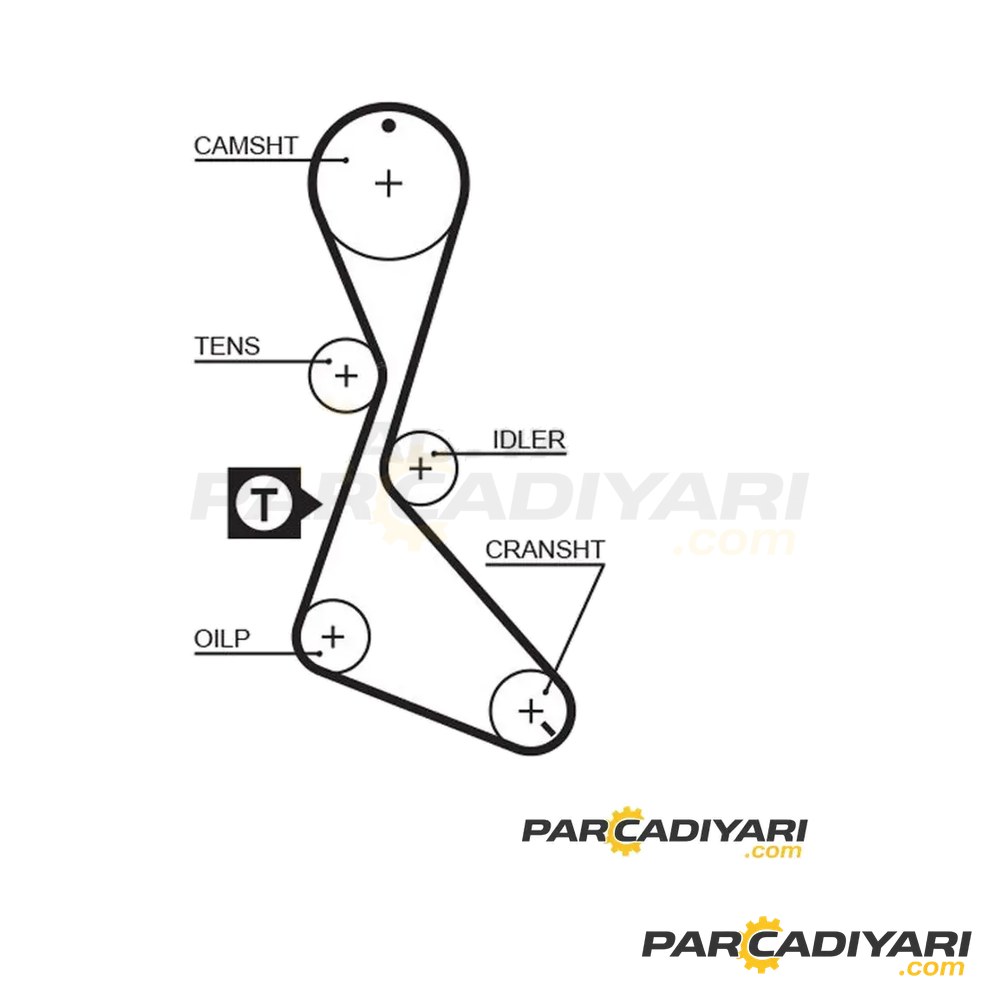 CAMSHT
TENS
IDLER
T
PARCADIYARI
.com
CRANSHT
OILP
PARCADIYARI
.com
PARCADIYARI
.com